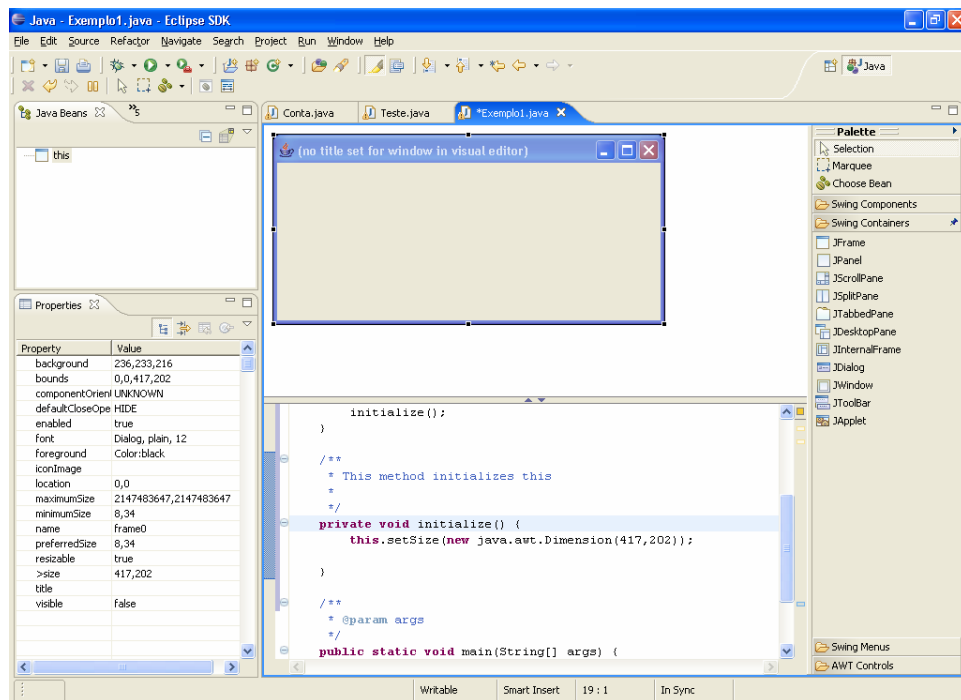 Java - Exemplo1.java - Eclipse SDK
File Edit Source Refactor Navigate Search Project Run Window Help
Java
Java Beans
»5
this
Conta.java
Teste.java
*Exemplo1.java
(no title set for window in visual editor)
Palette
Selection
Marquee
Choose Bean
Swing Components
Swing Containers
JFrame
JPanel
JScrollPane
JSplitPane
JTabbedPane
JDesktopPane
JInternalFrame
JDialog
JWindow
JToolBar
JApplet
Swing Menus
AWT Controls
Properties
Property Value
background 236,233,216
bounds 0,0,417,202
componentOrienl UNKNOWN
defaultCloseOpe HIDE
enabled true
font Dialog, plain, 12
foreground Color:black
iconImage
location 0,0
maximumSize 2147483647,2147483647
minimumSize 8,34
name frame0
preferredSize 8,34
resizable true
>size 417,202
title
visible false
initialize();
}
/**
* This method initializes this
*
*/
private void initialize() {
this.setSize(new java.awt.Dimension(417,202));
}
/**
* @param args
*/
public static void main(String[] args) {
Writable Smart Insert 19 : 1 In Sync